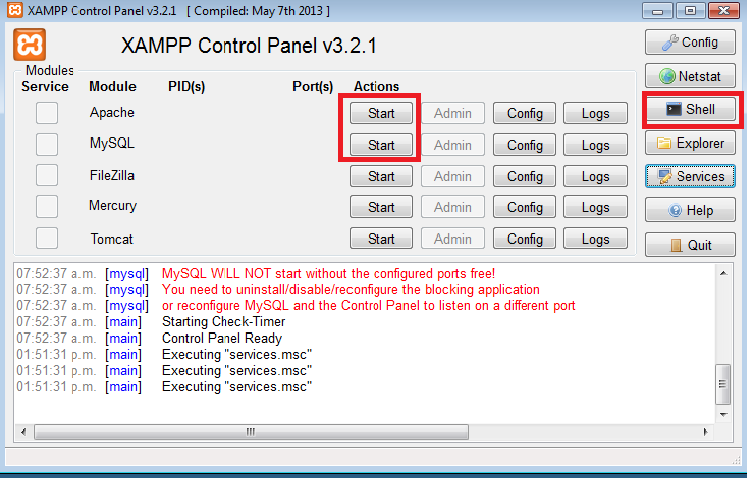 XAMPP Control Panel v3.2.1 [ Compiled: May 7th 2013 ]
XAMPP Control Panel v3.2.1
Config
Modules
Service Module PID(s) Port(s) Actions
Netstat
Apache Start Admin Config Logs
Shell
MySQL Start Admin Config Logs
Explorer
FileZilla Start Admin Config Logs
Services
Mercury Start Admin Config Logs
Help
Tomcat Start Admin Config Logs
Quit
07:52:37 a.m. [mysql] MySQL WILL NOT start without the configured ports free!
07:52:37 a.m. [mysql] You need to uninstall/disable/reconfigure the blocking application
07:52:37 a.m. [mysql] or reconfigure MySQL and the Control Panel to listen on a different port
07:52:37 a.m. [main] Starting Check-Timer
07:52:37 a.m. [main] Control Panel Ready
01:51:31 p.m. [main] Executing "services.msc"
01:51:31 p.m. [main] Executing "services.msc"
01:51:31 p.m. [main] Executing "services.msc"